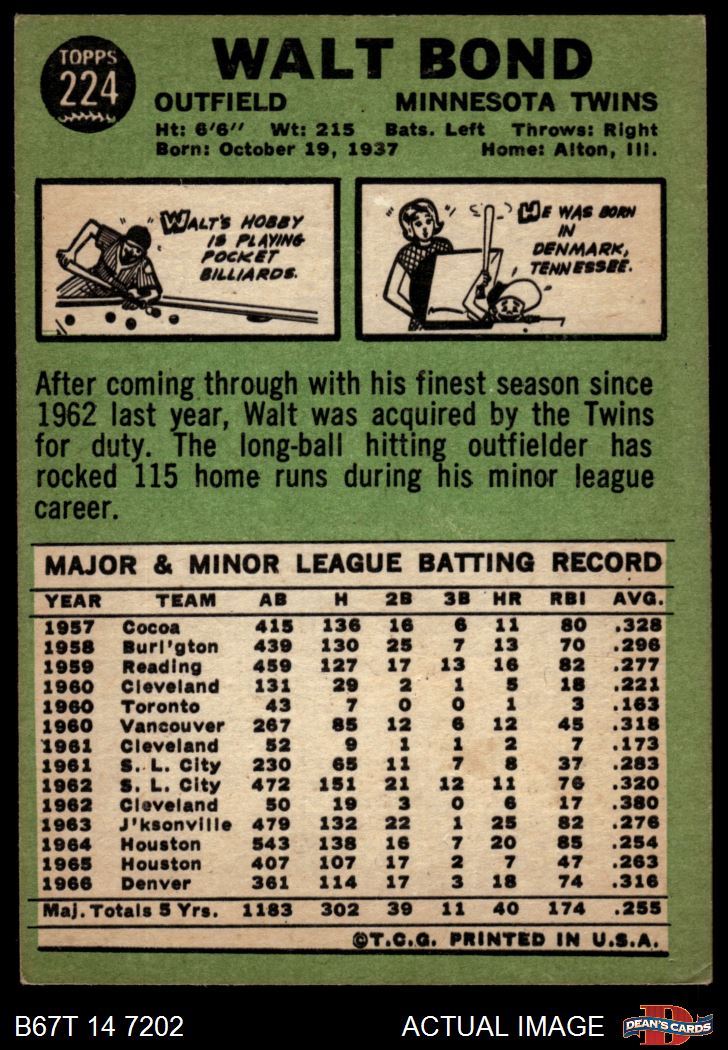 TOPPS
224
WALT BOND
OUTFIELD MINNESOTA TWINS
Ht: 6'6" Wt: 215 Bats. Left Throws: Right
Born: October 19, 1937 Home: Alton, Ill.
WALT'S HOBBY
IS PLAYING
POCKET
BILLIARDS.
HE WAS BORN
IN
DENMARK,
TENNESSEE.
After coming through with his finest season since
1962 last year, Walt was acquired by the Twins
for duty. The long-ball hitting outfielder has
rocked 115 home runs during his minor league
career.
MAJOR & MINOR LEAGUE BATTING RECORD
YEAR TEAM AB H 2B 3B HR RBI AVG.
1957 Cocoa 415 136 16 6 11 80 .328
1958 Burl'gton 439 130 25 7 13 70 .296
1959 Reading 459 127 17 13 16 82 .277
1960 Cleveland 131 29 2 1 5 18 .221
1960 Toronto 43 7 0 0 1 3 .163
1960 Vancouver 267 85 12 6 12 45 .318
1961 Cleveland 52 9 1 1 2 7 .173
1961 S. L. City 230 65 11 7 8 37 .283
1962 S. L. City 472 151 21 12 11 76 .320
1962 Cleveland 50 19 3 0 6 17 .380
1963 J'ksonville 479 132 22 1 25 82 .276
1964 Houston 543 138 16 7 20 85 .254
1965 Houston 407 107 17 2 7 47 .263
1966 Denver 361 114 17 3 18 74 .316
Maj. Totals 5 Yrs. 1183 302 39 11 40 174 .255
©T.C.G. PRINTED IN U.S.A.
B67T 14 7202 ACTUAL IMAGE
D
DEAN'S CARDS